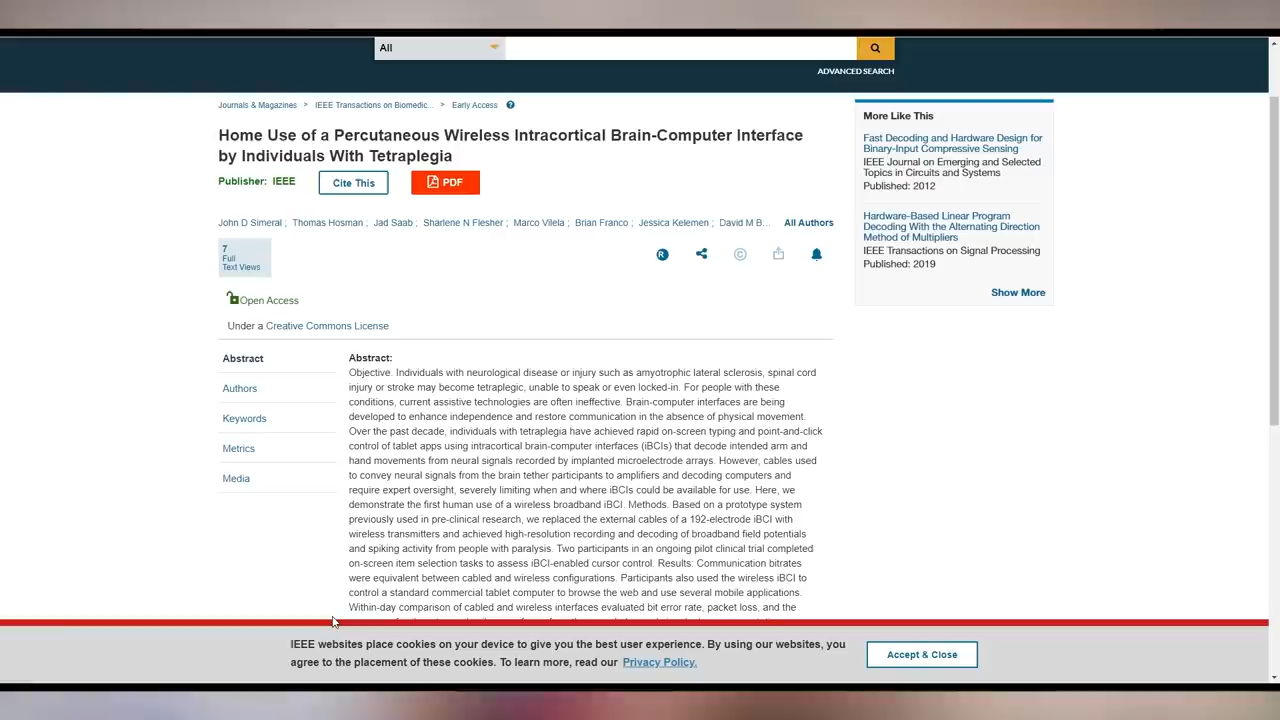 All
ADVANCED SEARCH
Journals & Magazines > IEEE Transactions on Biomedic... > Early Access ?
Home Use of a Percutaneous Wireless Intracortical Brain-Computer Interface
by Individuals With Tetraplegia
Publisher: IEEE
Cite This
PDF
John D Simeral ; Thomas Hosman ; Jad Saab ; Sharlene N Flesher ; Marco Vilela ; Brian Franco ; Jessica Kelemen ; David M B... All Authors
7
Full
Text Views
R
©
Open Access
Under a Creative Commons License
Abstract
Authors
Keywords
Metrics
Media
Abstract:
Objective. Individuals with neurological disease or injury such as amyotrophic lateral sclerosis, spinal cord
injury or stroke may become tetraplegic, unable to speak or even locked-in. For people with these
conditions, current assistive technologies are often ineffective. Brain-computer interfaces are being
developed to enhance independence and restore communication in the absence of physical movement.
Over the past decade, individuals with tetraplegia have achieved rapid on-screen typing and point-and-click
control of tablet apps using intracortical brain-computer interfaces (iBCIs) that decode intended arm and
hand movements from neural signals recorded by implanted microelectrode arrays. However, cables used
to convey neural signals from the brain tether participants to amplifiers and decoding computers and
require expert oversight, severely limiting when and where iBCIs could be available for use. Here, we
demonstrate the first human use of a wireless broadband iBCI. Methods. Based on a prototype system
previously used in pre-clinical research, we replaced the external cables of a 192-electrode iBCI with
wireless transmitters and achieved high-resolution recording and decoding of broadband field potentials
and spiking activity from people with paralysis. Two participants in an ongoing pilot clinical trial completed
on-screen item selection tasks to assess iBCI-enabled cursor control. Results: Communication bitrates
were equivalent between cabled and wireless configurations. Participants also used the wireless iBCI to
control a standard commercial tablet computer to browse the web and use several mobile applications.
Within-day comparison of cabled and wireless interfaces evaluated bit error rate, packet loss, and the
More Like This
Fast Decoding and Hardware Design for
Binary-Input Compressive Sensing
IEEE Journal on Emerging and Selected
Topics in Circuits and Systems
Published: 2012
Hardware-Based Linear Program
Decoding With the Alternating Direction
Method of Multipliers
IEEE Transactions on Signal Processing
Published: 2019
Show More
IEEE websites place cookies on your device to give you the best user experience. By using our websites, you
agree to the placement of these cookies. To learn more, read our Privacy Policy.
Accept & Close